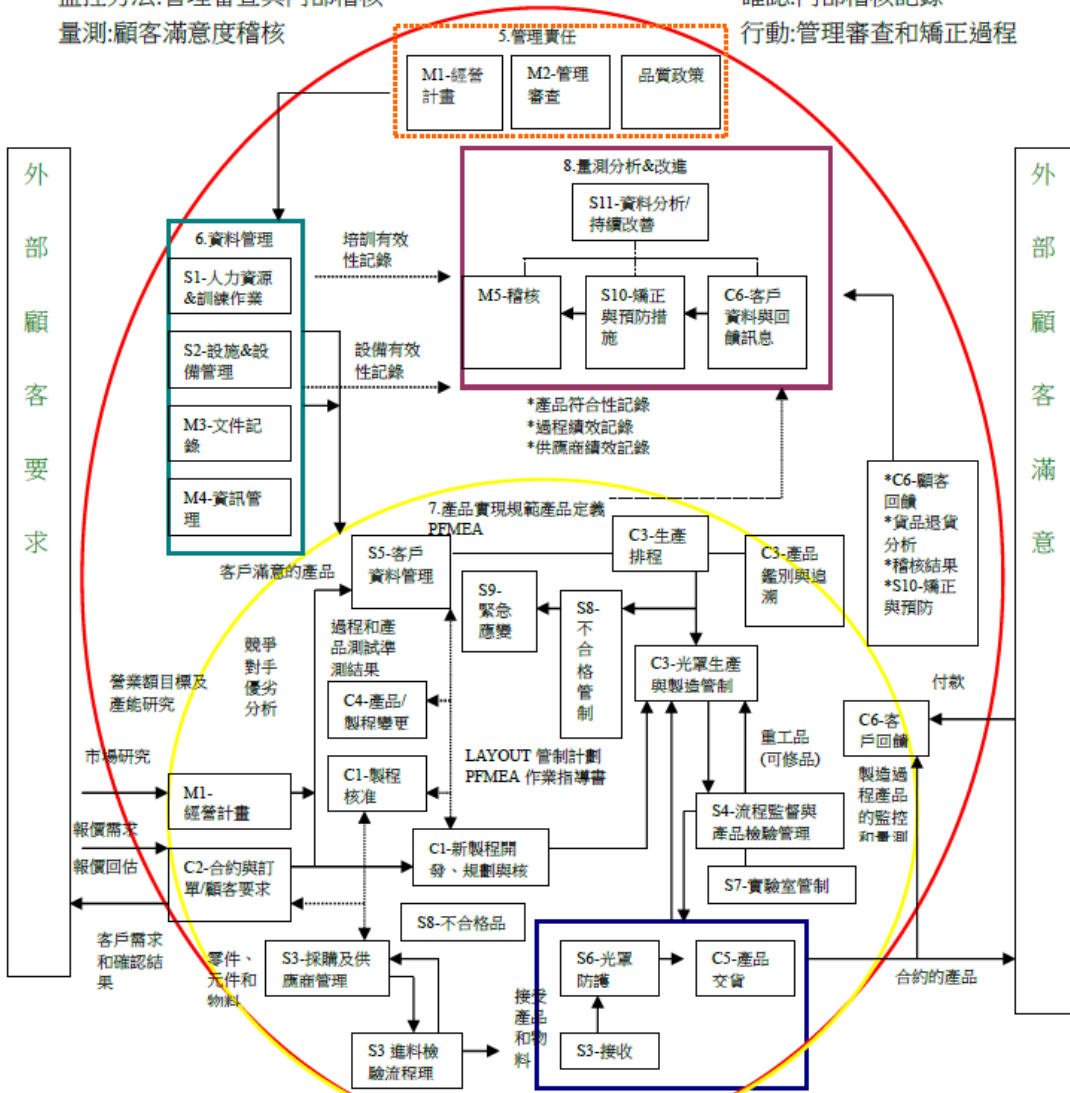 量測:顧客滿意度稽核
行動:管理審查和矯正過程
5.管理責任
M1-經營
計畫
M2-管理
審查
品質政策
外
部
顧
客
要
求
外
部
顧
客
滿
意
8.量測分析&改進
S11-資料分析/
持續改善
M5-稽核
S10-矯正
與預防措
施
C6-客戶
資料與回
饋訊息
6.資料管理
S1-人力資源
&訓練作業
S2-設施&設
備管理
M3-文件記
錄
M4-資訊管
理
培訓有效
性記錄
設備有效
性記錄
*產品符合性記錄
*過程績效記錄
*供應商績效記錄
*C6-顧客
回饋
*貨品退貨
分析
*稽核結果
*S10-矯正
與預防
7.產品實現規範產品定義
PFMEA
S5-客戶
資料管理
C3-生產
排程
C3-產品
鑑別與追
溯
客戶滿意的產品
S9-
緊急
應變
S8-
不
合
格
管
制
過程和產
品測試準
測結果
競爭
對手
優劣
分析
C3-光罩生產
與製造管制
營業額目標及
產能研究
C4-產品/
製程變更
付款
C6-客
戶回饋
重工品
(可修品)
市場研究
LAYOUT 管制計劃
PFMEA 作業指導書
製造過
程產品
的監控
和量測
M1-
經營計畫
C1-製程
核准
S4-流程監督與
產品檢驗管理
報價需求
C1-新製程開
發、規劃與核
報價回估
C2-合約與訂
單/顧客要求
S7-實驗室管制
S8-不合格品
客戶需求
和確認結
果
零件、
元件和
物料
S3-採購及供
應商管理
S6-光罩
防護
C5-產品
交貨
合約的產品
接受
產品
和物
料
S3 進料檢
驗流程理
S3-接收